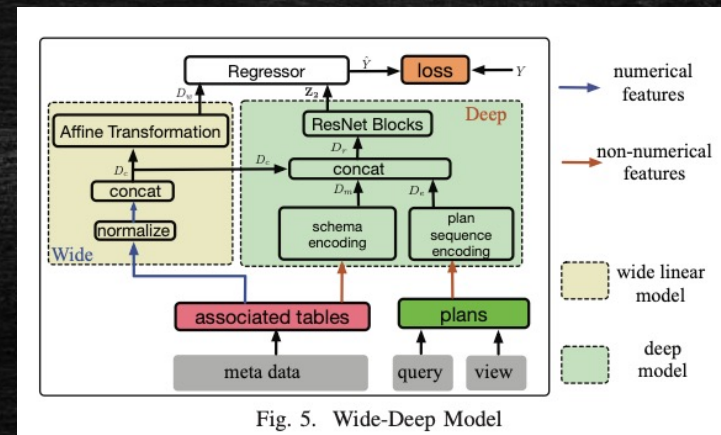 Regressor
Ŷ
loss
Y
D_w
Z_2
Deep
Affine Transformation
ResNet Blocks
D_r
D_c
D_c
concat
concat
D_m
D_e
normalize
schema
encoding
plan
sequence
encoding
Wide
associated tables
plans
meta data
query
view
numerical
features
non-numerical
features
wide linear
model
deep
model
Fig. 5. Wide-Deep Model